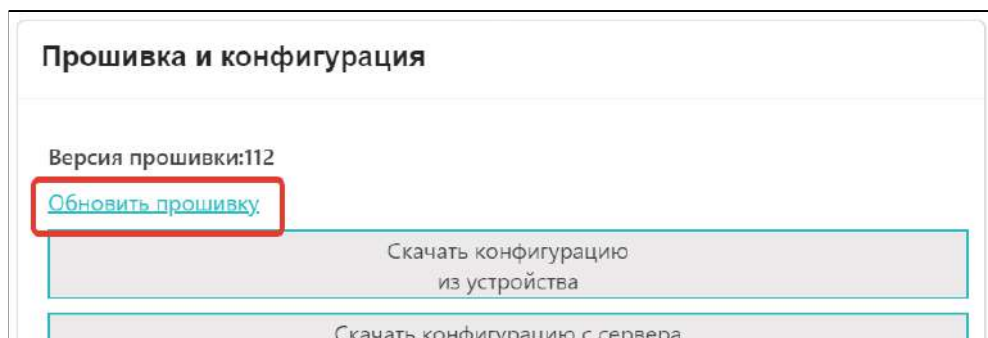 Прошивка и конфигурация
Версия прошивки:112
Обновить прошивку
Скачать конфигурацию
из устройства
Скачать конфигурацию с сервера